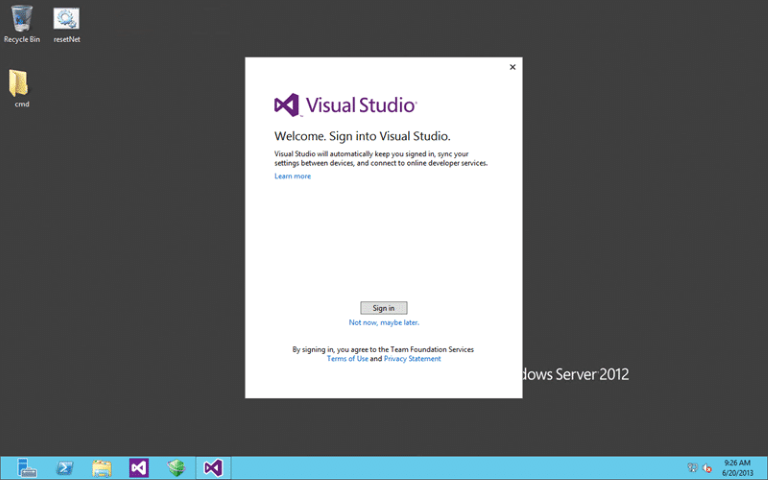 Recycle Bin
resetNet
cmd
Visual Studio
Welcome. Sign into Visual Studio.
Visual Studio will automatically keep you signed in, sync your
settings between devices, and connect to online developer services.
Learn more
Sign in
Not now, maybe later.
By signing in, you agree to the Team Foundation Services
Terms of Use and Privacy Statement
dows Server 2012
9:26 AM
6/20/2013